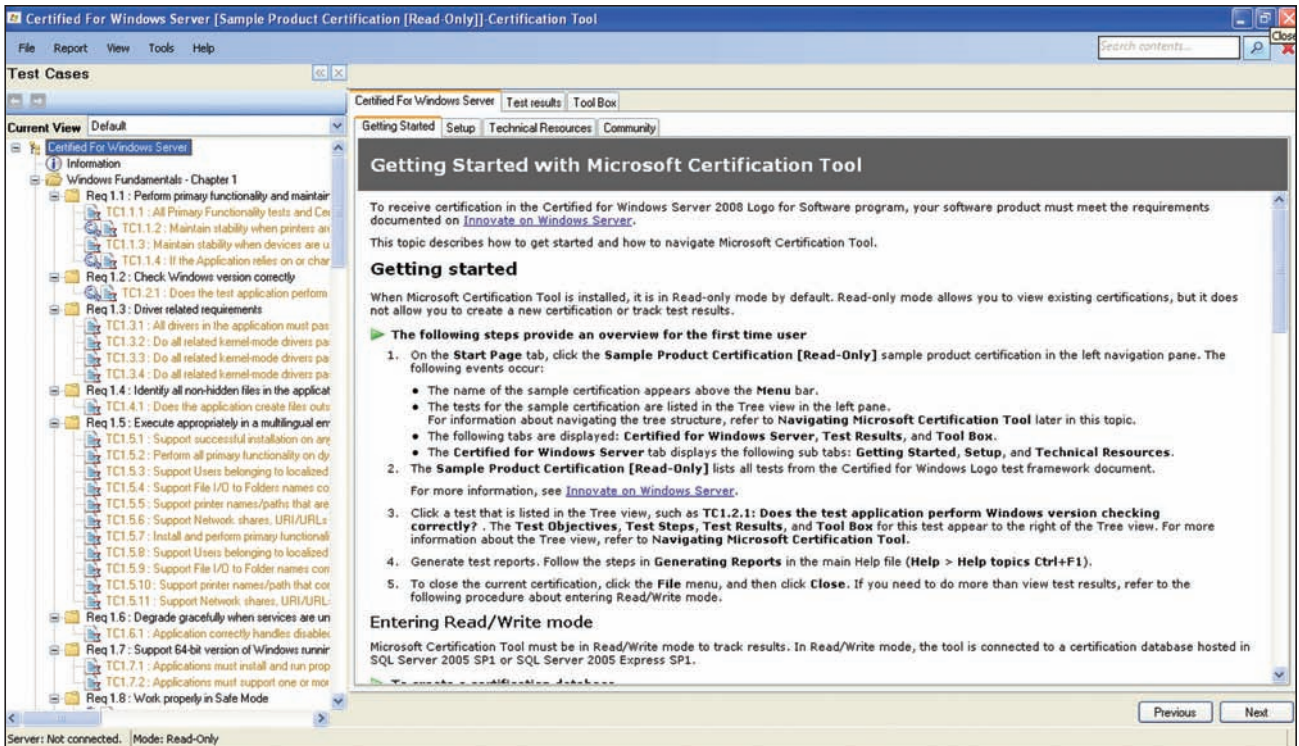 Certified For Windows Server [Sample Product Certification [Read-Only]]-Certification Tool
File Report View Tools Help
Search contents...
Close
Test Cases
Current View Default
Certified For Windows Server
Information
Windows Fundamentals - Chapter 1
Req 1.1 : Perform primary functionality and maintair
TC1.1.1 : All Primary Functionality tests and Cer
TC1.1.2 : Maintain stability when printers are
TC1.1.3 : Maintain stability when devices are u
TC1.1.4 : If the Application relies on or char
Req 1.2 : Check Windows version correctly
TC1.2.1 : Does the test application perform
Req 1.3 : Driver related requirements
TC1.3.1 : All drivers in the application must pas
TC1.3.2 : Do all related kernel-mode drivers pa
TC1.3.3 : Do all related kernel-mode drivers pa
TC1.3.4 : Do all related kernel-mode drivers pa
Req 1.4 : Identify all non-hidden files in the applicat
TC1.4.1 : Does the application create files outs
Req 1.5 : Execute appropriately in a multilingual en
TC1.5.1 : Support successful installation on any
TC1.5.2 : Perform all primary functionality on dy
TC1.5.3 : Support Users belonging to localized
TC1.5.4 : Support File I/O to Folders names co
TC1.5.5 : Support printer names/paths that are
TC1.5.6 : Support Network shares, URI/URLs
TC1.5.7 : Install and perform primary functionali
TC1.5.8 : Support Users belonging to localized
TC1.5.9 : Support File I/O to Folder names con
TC1.5.10 : Support printer names/path that cor
TC1.5.11 : Support Network shares, URI/URL
Req 1.6 : Degrade gracefully when services are un
TC1.6.1 : Application correctly handles disabled
Req 1.7 : Support 64-bit version of Windows runnir
TC1.7.1 : Applications must install and run prop
TC1.7.2 : Applications must support one or mor
Req 1.8 : Work properly in Safe Mode
Certified For Windows Server Test results Tool Box
Getting Started Setup Technical Resources Community
Getting Started with Microsoft Certification Tool
To receive certification in the Certified for Windows Server 2008 Logo for Software program, your software product must meet the requirements
documented on Innovate on Windows Server.
This topic describes how to get started and how to navigate Microsoft Certification Tool.
Getting started
When Microsoft Certification Tool is installed, it is in Read-only mode by default. Read-only mode allows you to view existing certifications, but it does
not allow you to create a new certification or track test results.
The following steps provide an overview for the first time user
1. On the Start Page tab, click the Sample Product Certification [Read-Only] sample product certification in the left navigation pane. The
following events occur:
• The name of the sample certification appears above the Menu bar.
• The tests for the sample certification are listed in the Tree view in the left pane.
For information about navigating the tree structure, refer to Navigating Microsoft Certification Tool later in this topic.
• The following tabs are displayed: Certified for Windows Server, Test Results, and Tool Box.
• The Certified for Windows Server tab displays the following sub tabs: Getting Started, Setup, and Technical Resources.
2. The Sample Product Certification [Read-Only] lists all tests from the Certified for Windows Logo test framework document.
For more information, see Innovate on Windows Server.
3. Click a test that is listed in the Tree view, such as TC1.2.1: Does the test application perform Windows version checking
correctly? . The Test Objectives, Test Steps, Test Results, and Tool Box for this test appear to the right of the Tree view. For more
information about the Tree view, refer to Navigating Microsoft Certification Tool.
4. Generate test reports. Follow the steps in Generating Reports in the main Help file (Help > Help topics Ctrl+F1).
5. To close the current certification, click the File menu, and then click Close. If you need to do more than view test results, refer to the
following procedure about entering Read/Write mode.
Entering Read/Write mode
Microsoft Certification Tool must be in Read/Write mode to track results. In Read/Write mode, the tool is connected to a certification database hosted in
SQL Server 2005 SP1 or SQL Server 2005 Express SP1.
To create a certification database
Previous Next
Server: Not connected. Mode: Read-Only